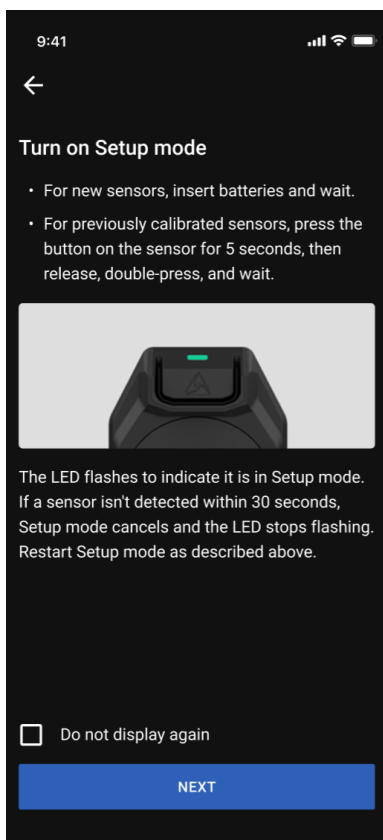 9:41
Turn on Setup mode
• For new sensors, insert batteries and wait.
• For previously calibrated sensors, press the
button on the sensor for 5 seconds, then
release, double-press, and wait.
The LED flashes to indicate it is in Setup mode.
If a sensor isn't detected within 30 seconds,
Setup mode cancels and the LED stops flashing.
Restart Setup mode as described above.
Do not display again
NEXT